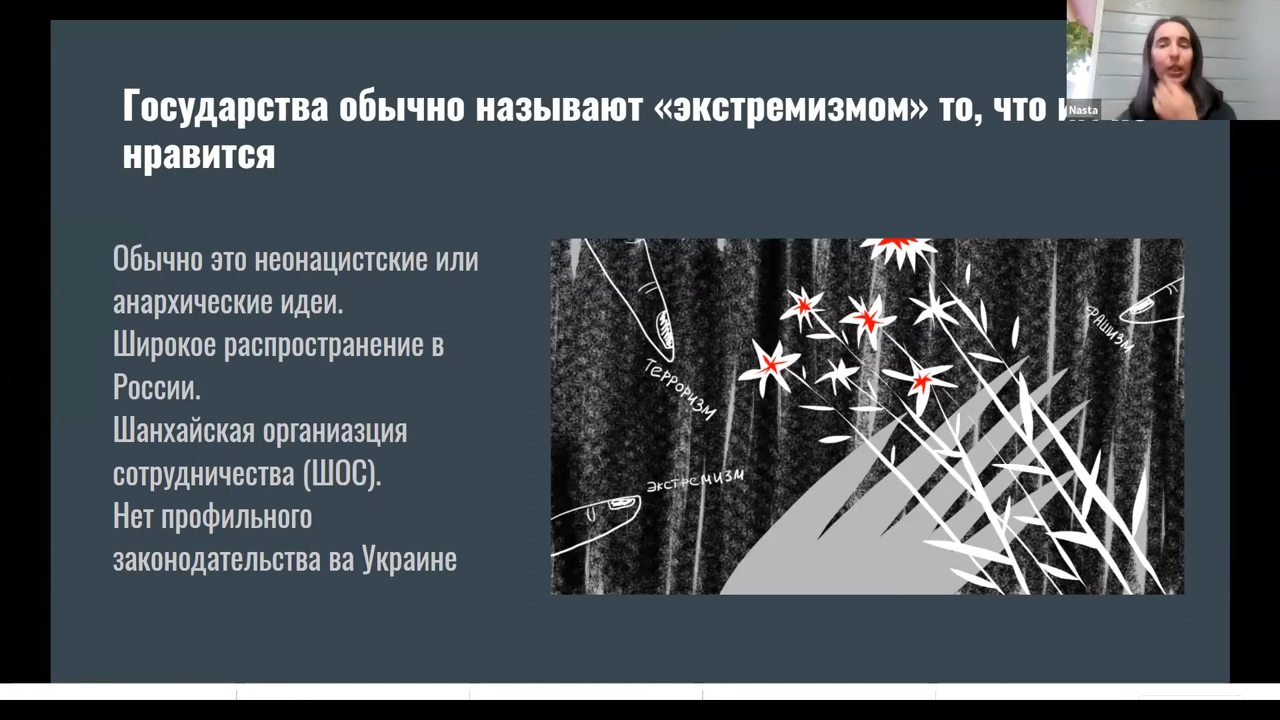 Государства обычно называют «экстремизмом» то, что
нравится
Nasta
Обычно это неонацистские или
анархические идеи.
Широкое распространение в
России.
Шанхайская органиазция
сотрудничества (ШОС).
Нет профильного
законодательства ва Украине
ТЕРРОРИЗМ
ЭКСТРЕМИЗМ
ФАШИЗМ